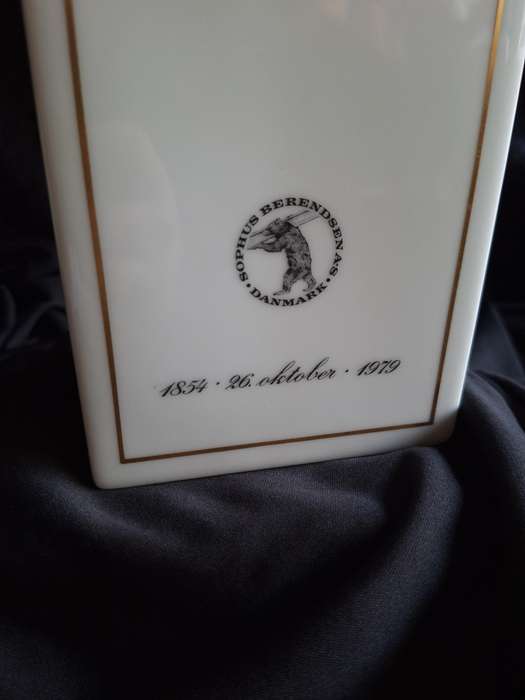 SOPHUS BERENDSEN A/S
• DANMARK •
1854 · 26. oktober · 1979